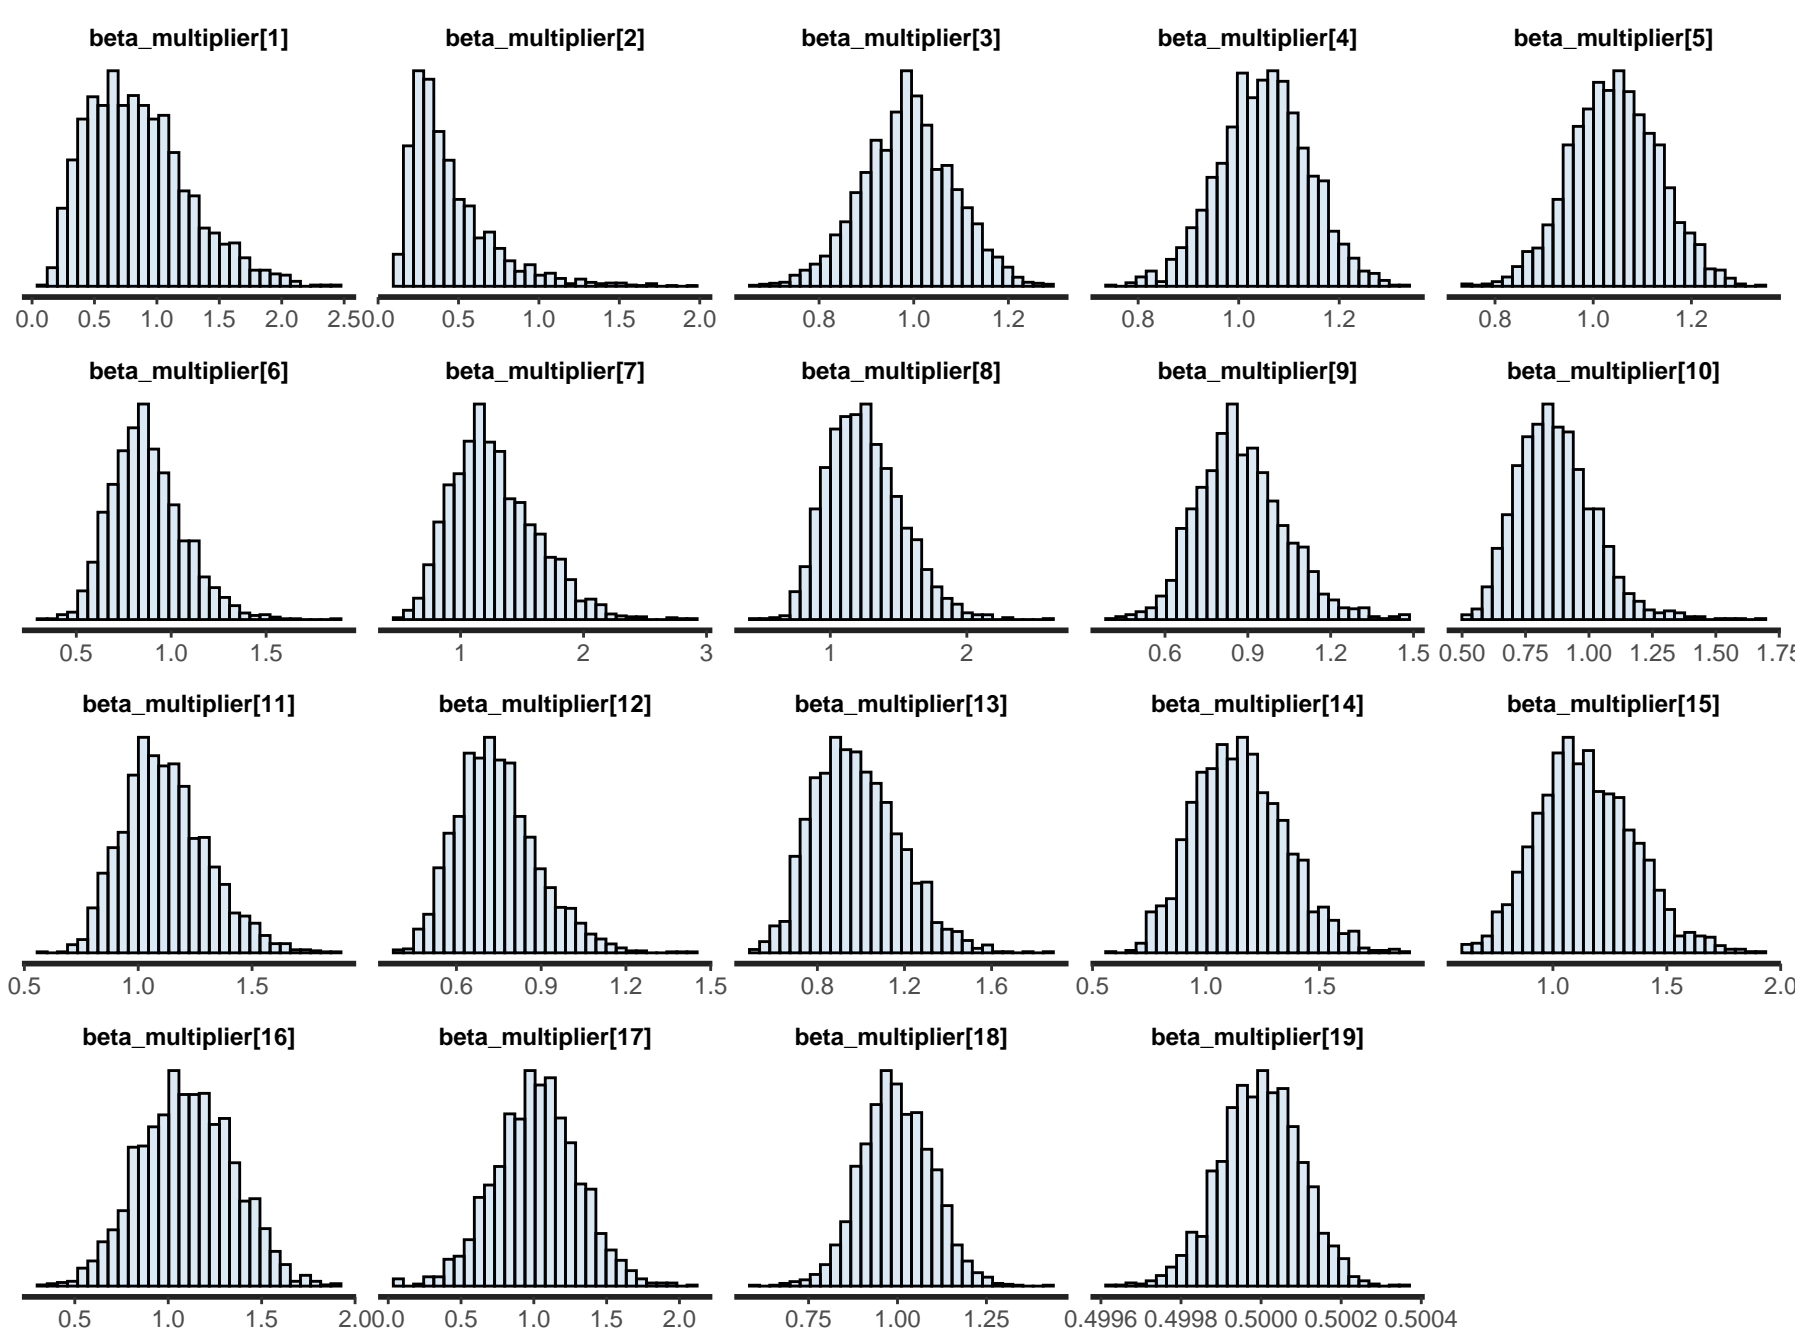 beta_multiplier[1] beta_multiplier[2] beta_multiplier[3] beta_multiplier[4] beta_multiplier[5]
0.0 0.5 1.0 1.5 2.0 2.5 0.0 0.5 1.0 1.5 2.0 0.8 1.0 1.2 0.8 1.0 1.2 0.8 1.0 1.2
beta_multiplier[6] beta_multiplier[7] beta_multiplier[8] beta_multiplier[9] beta_multiplier[10]
0.5 1.0 1.5 1 2 3 1 2 0.6 0.9 1.2 1.5 0.50 0.75 1.00 1.25 1.50 1.75
beta_multiplier[11] beta_multiplier[12] beta_multiplier[13] beta_multiplier[14] beta_multiplier[15]
0.5 1.0 1.5 0.6 0.9 1.2 1.5 0.8 1.2 1.6 0.5 1.0 1.5 1.0 1.5 2.0
beta_multiplier[16] beta_multiplier[17] beta_multiplier[18] beta_multiplier[19]
0.5 1.0 1.5 2.0 0.0 0.5 1.0 1.5 2.0 0.75 1.00 1.25 0.4996 0.4998 0.5000 0.5002 0.5004